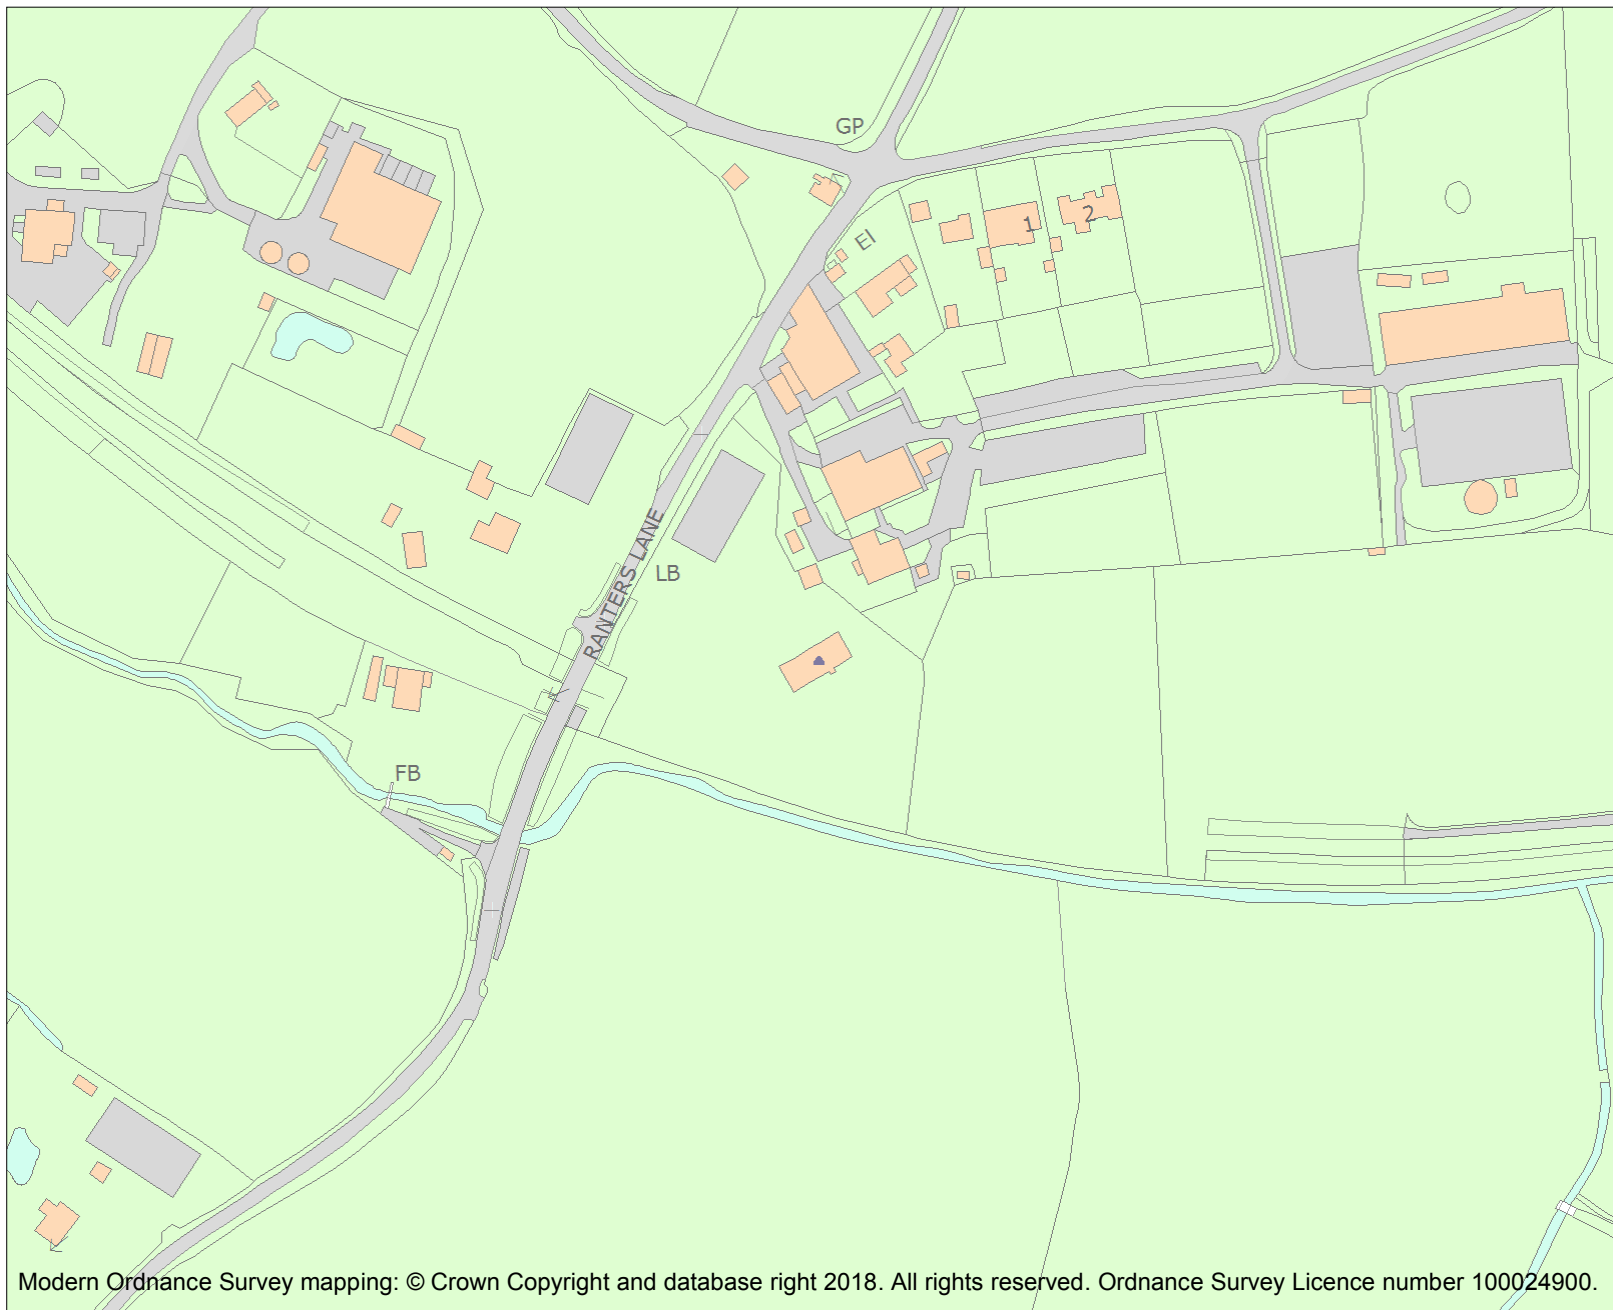 GP
El
1
2
RANTERS LANE
LB
FB
Modern Ordnance Survey mapping: © Crown Copyright and database right 2018. All rights reserved. Ordnance Survey Licence number 100024900.